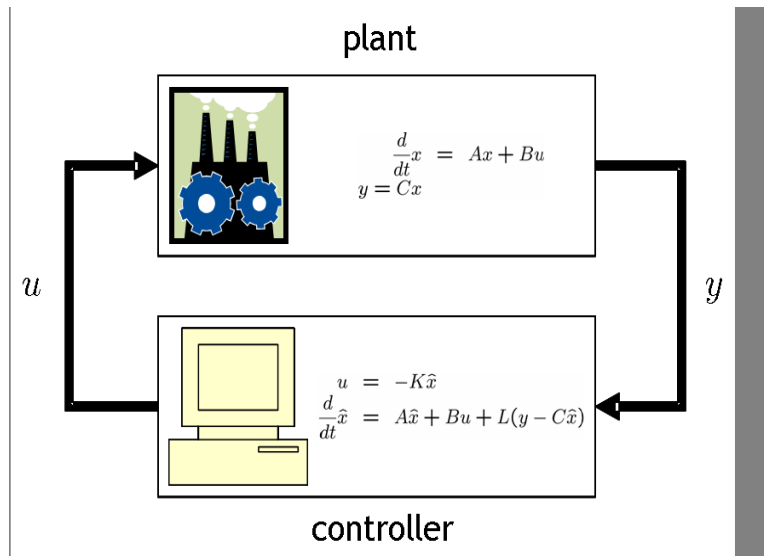 plant
d/dt x = Ax + Bu
y = Cx
u
y
u = −Kx̂
d/dt x̂ = Ax̂ + Bu + L(y − Cx̂)
controller